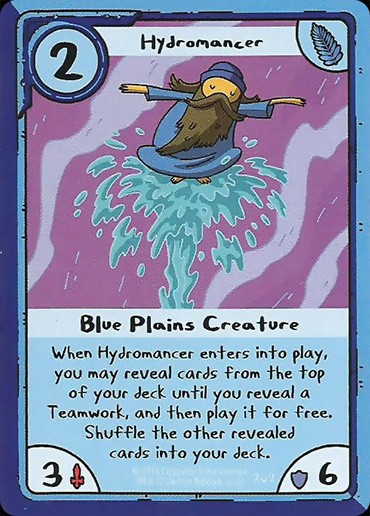 2
Hydromancer
Blue Plains Creature
When Hydromancer enters into play,
you may reveal cards from the top
of your deck until you reveal a
Teamwork, and then play it for free.
Shuffle the other revealed
cards into your deck.
3
6